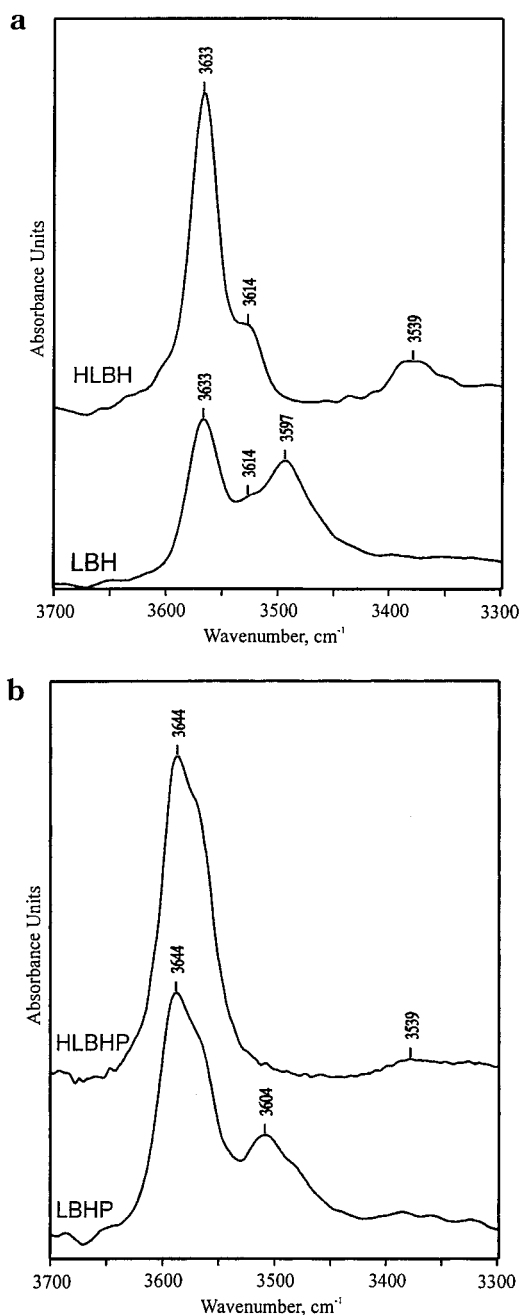 a
3633
3614
3539
HLBH
3633
3614
3597
LBH
Absorbance Units
3700 3600 3500 3400 3300
Wavenumber, cm-1
b
3644
3539
HLBHP
3644
3604
LBHP
Absorbance Units
3700 3600 3500 3400 3300
Wavenumber, cm-1